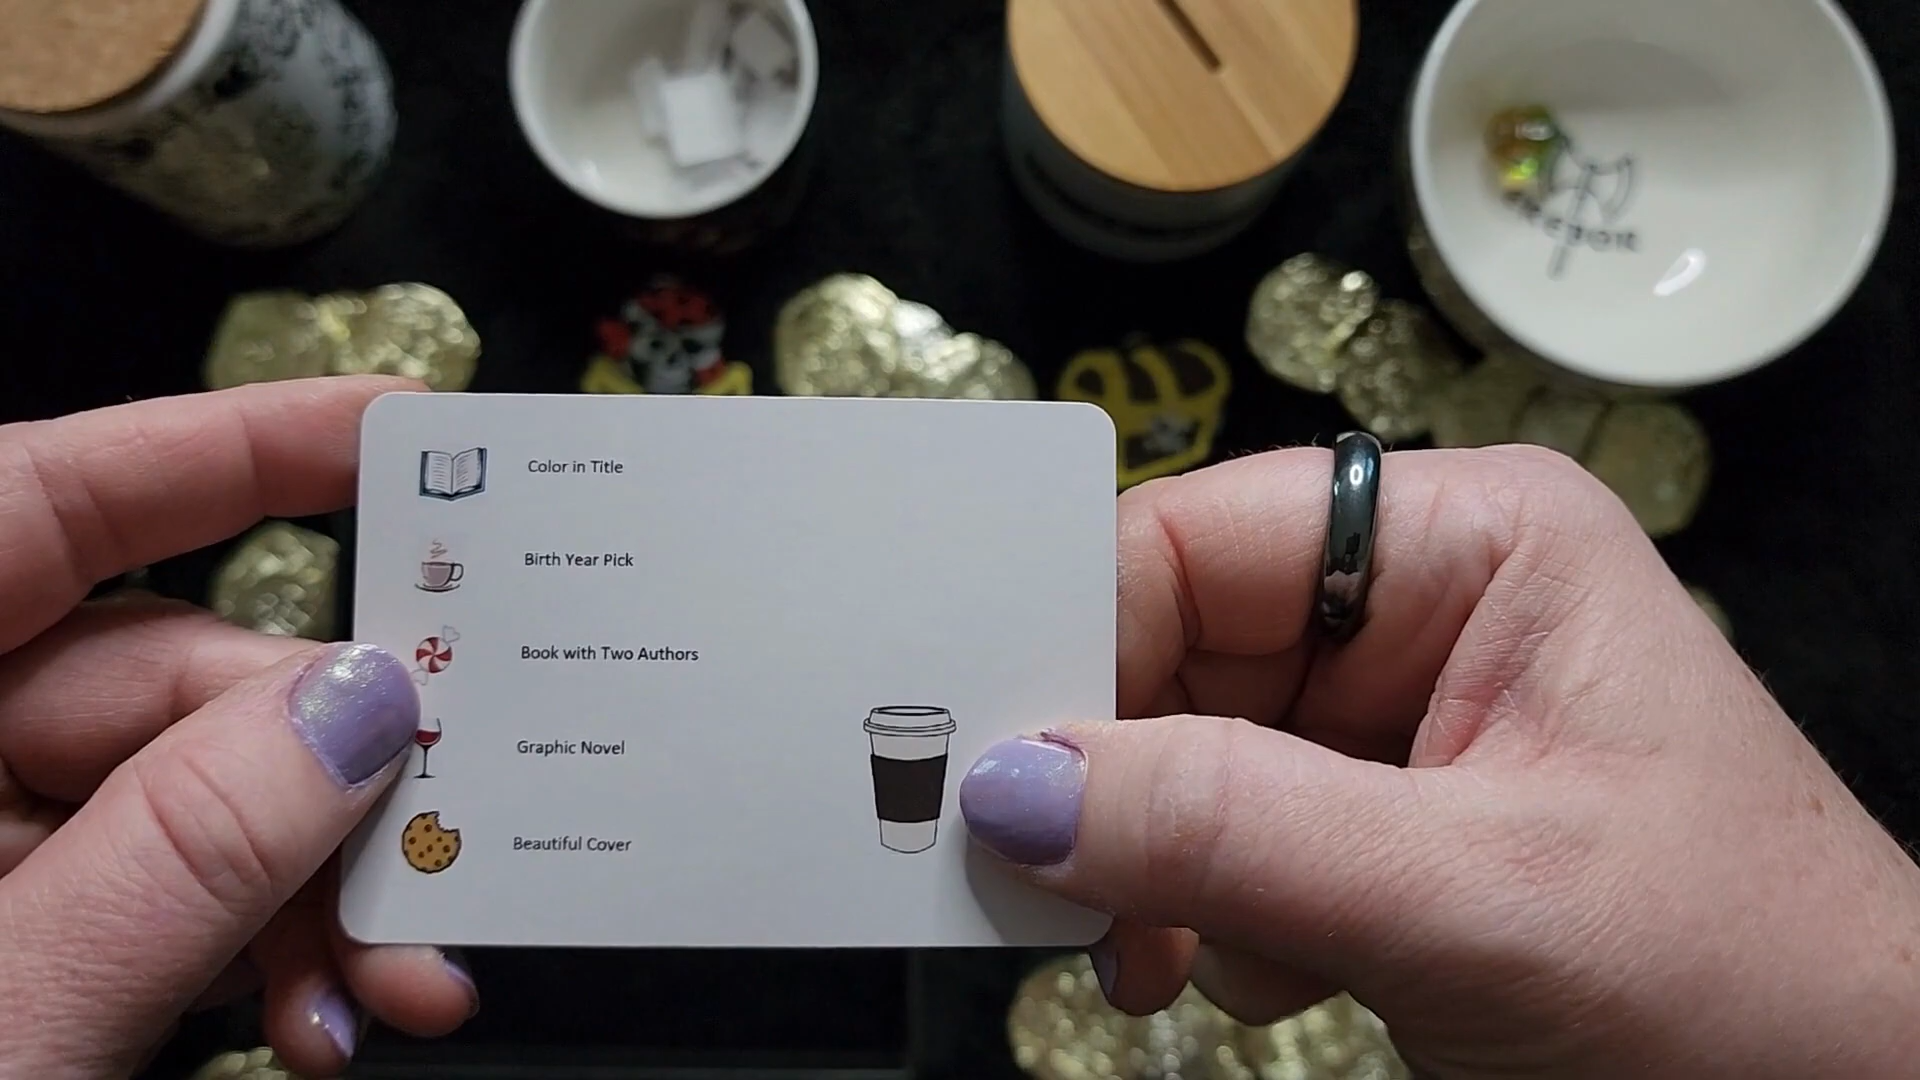 Color in Title
Birth Year Pick
Book with Two Authors
Graphic Novel
Beautiful Cover